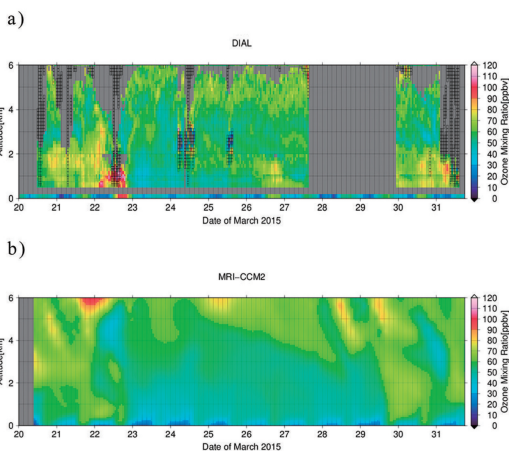 a)
DIAL
Altitude[km]
6
4
2
0
20 21 22 23 24 25 26 27 28 29 30 31
Date of March 2015
120
110
100
90
80
70
60
50
40
30
20
10
0
Ozone Mixing Ratio[ppbv]
b)
MRI−CCM2
Altitude[km]
6
4
2
0
20 21 22 23 24 25 26 27 28 29 30 31
Date of March 2015
120
110
100
90
80
70
60
50
40
30
20
10
0
Ozone Mixing Ratio[ppbv]